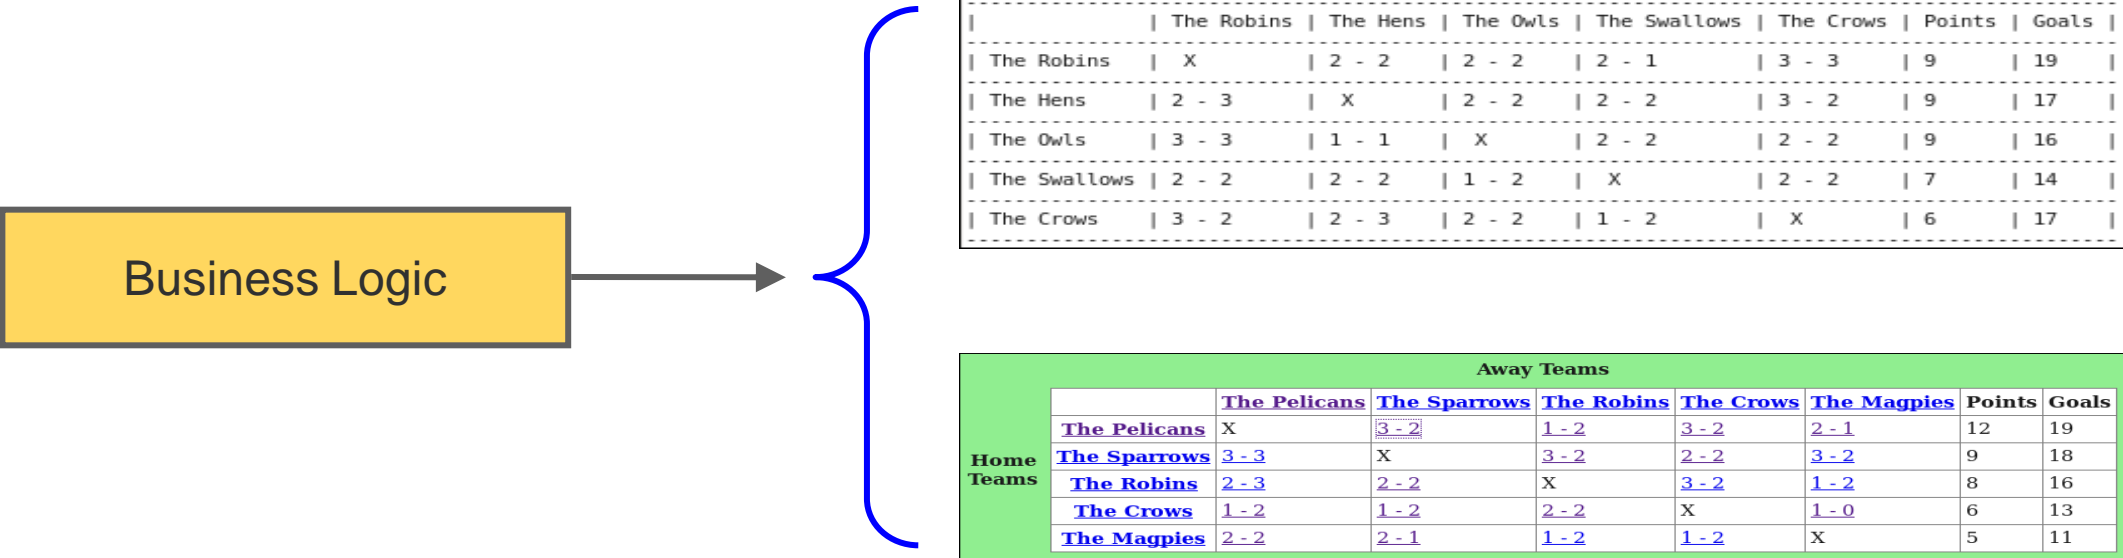 |               | The Robins | The Hens | The Owls | The Swallows | The Crows | Points | Goals |
| The Robins    |  X         | 2 - 2    | 2 - 2    | 2 - 1        | 3 - 3     | 9      | 19    |
| The Hens      | 2 - 3      |  X       | 2 - 2    | 2 - 2        | 3 - 2     | 9      | 17    |
| The Owls      | 3 - 3      | 1 - 1    |  X       | 2 - 2        | 2 - 2     | 9      | 16    |
| The Swallows | 2 - 2      | 2 - 2    | 1 - 2    |  X           | 2 - 2     | 7      | 14    |
| The Crows     | 3 - 2      | 2 - 3    | 2 - 2    | 1 - 2        |  X        | 6      | 17    |
Business Logic
Away Teams
The Pelicans The Sparrows The Robins The Crows The Magpies Points Goals
Home Teams
The Pelicans X 3 - 2 1 - 2 3 - 2 2 - 1 12 19
The Sparrows 3 - 3 X 3 - 2 2 - 2 3 - 2 9 18
The Robins 2 - 3 2 - 2 X 3 - 2 1 - 2 8 16
The Crows 1 - 2 1 - 2 2 - 2 X 1 - 0 6 13
The Magpies 2 - 2 2 - 1 1 - 2 1 - 2 X 5 11